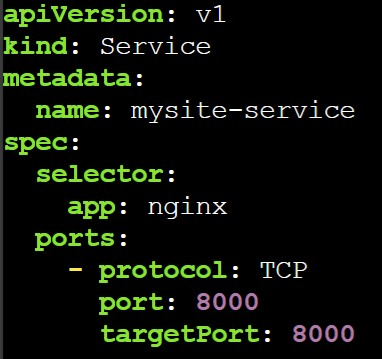 apiVersion: v1
kind: Service
metadata:
  name: mysite-service
spec:
  selector:
    app: nginx
  ports:
    - protocol: TCP
      port: 8000
      targetPort: 8000